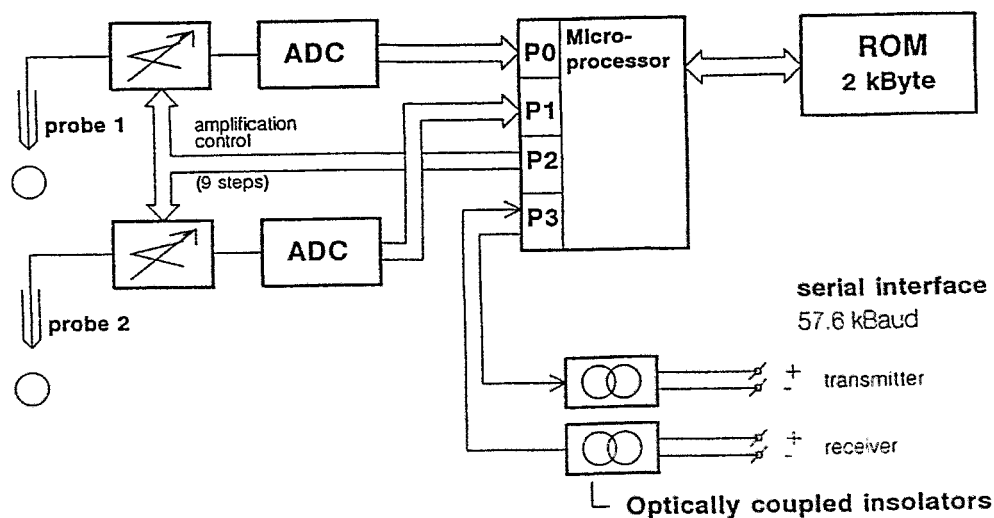 ADC
P0
Micro-
processor
ROM
2 kByte
probe 1
amplification
control
P1
P2
(9 steps)
P3
ADC
probe 2
serial interface
57.6 kBaud
+
-
transmitter
+
-
receiver
Optically coupled insolators